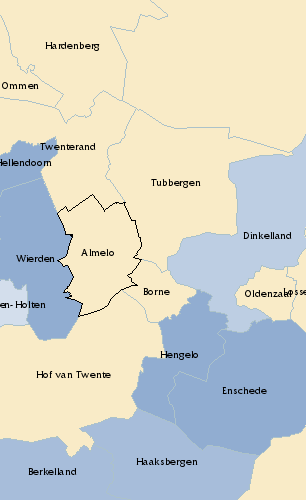 Hardenberg
Ommen
Twenterand
Hellendoorn
Tubbergen
Dinkelland
Almelo
Wierden
Borne
Oldenzaal
Losse
en- Holten
Hengelo
Hof van Twente
Enschede
Haaksbergen
Berkelland